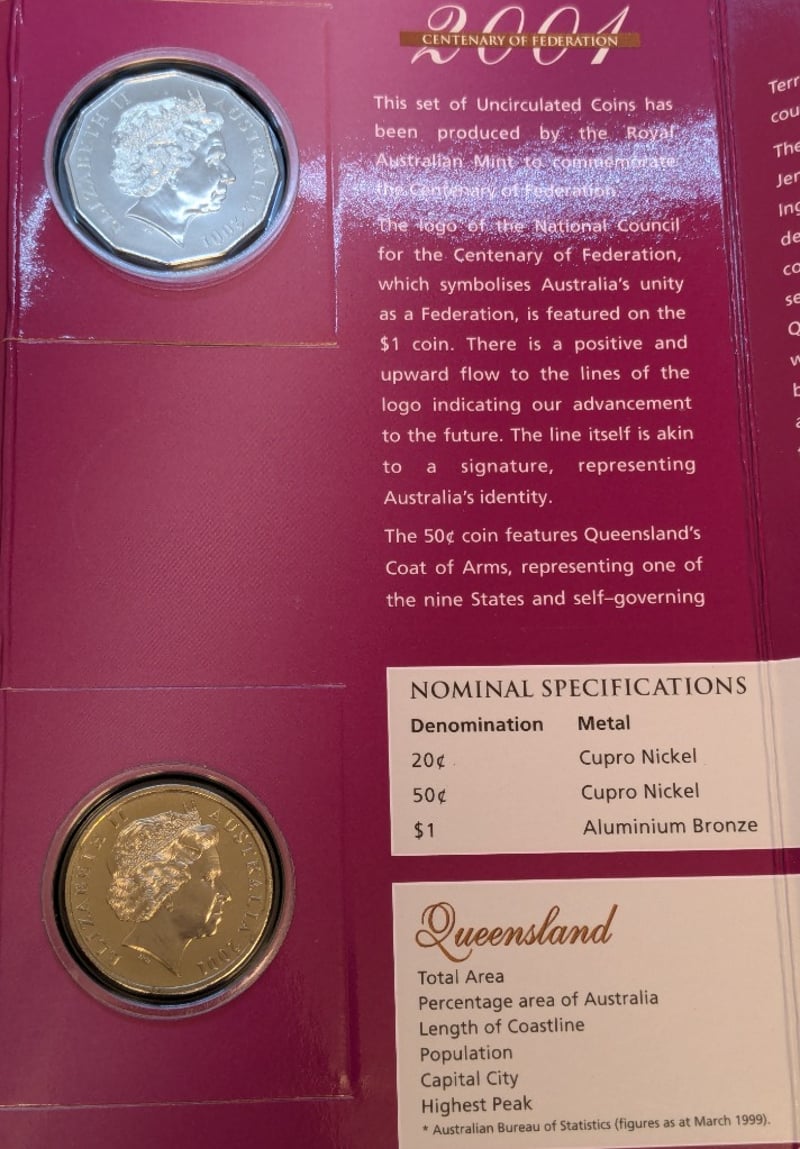 ELIZABETH II AUSTRALIA 2001
2001
CENTENARY OF FEDERATION
This set of Uncirculated Coins has
been produced by the Royal
Australian Mint to commemorate
the Centenary of Federation.
The logo of the National Council
for the Centenary of Federation,
which symbolises Australia's unity
as a Federation, is featured on the
$1 coin. There is a positive and
upward flow to the lines of the
logo indicating our advancement
to the future. The line itself is akin
to a signature, representing
Australia's identity.
The 50¢ coin features Queensland's
Coat of Arms, representing one of
the nine States and self–governing
ELIZABETH II AUSTRALIA 2001
NOMINAL SPECIFICATIONS
Denomination Metal
20¢ Cupro Nickel
50¢ Cupro Nickel
$1 Aluminium Bronze
Queensland
Total Area
Percentage area of Australia
Length of Coastline
Population
Capital City
Highest Peak
* Australian Bureau of Statistics (figures as at March 1999).